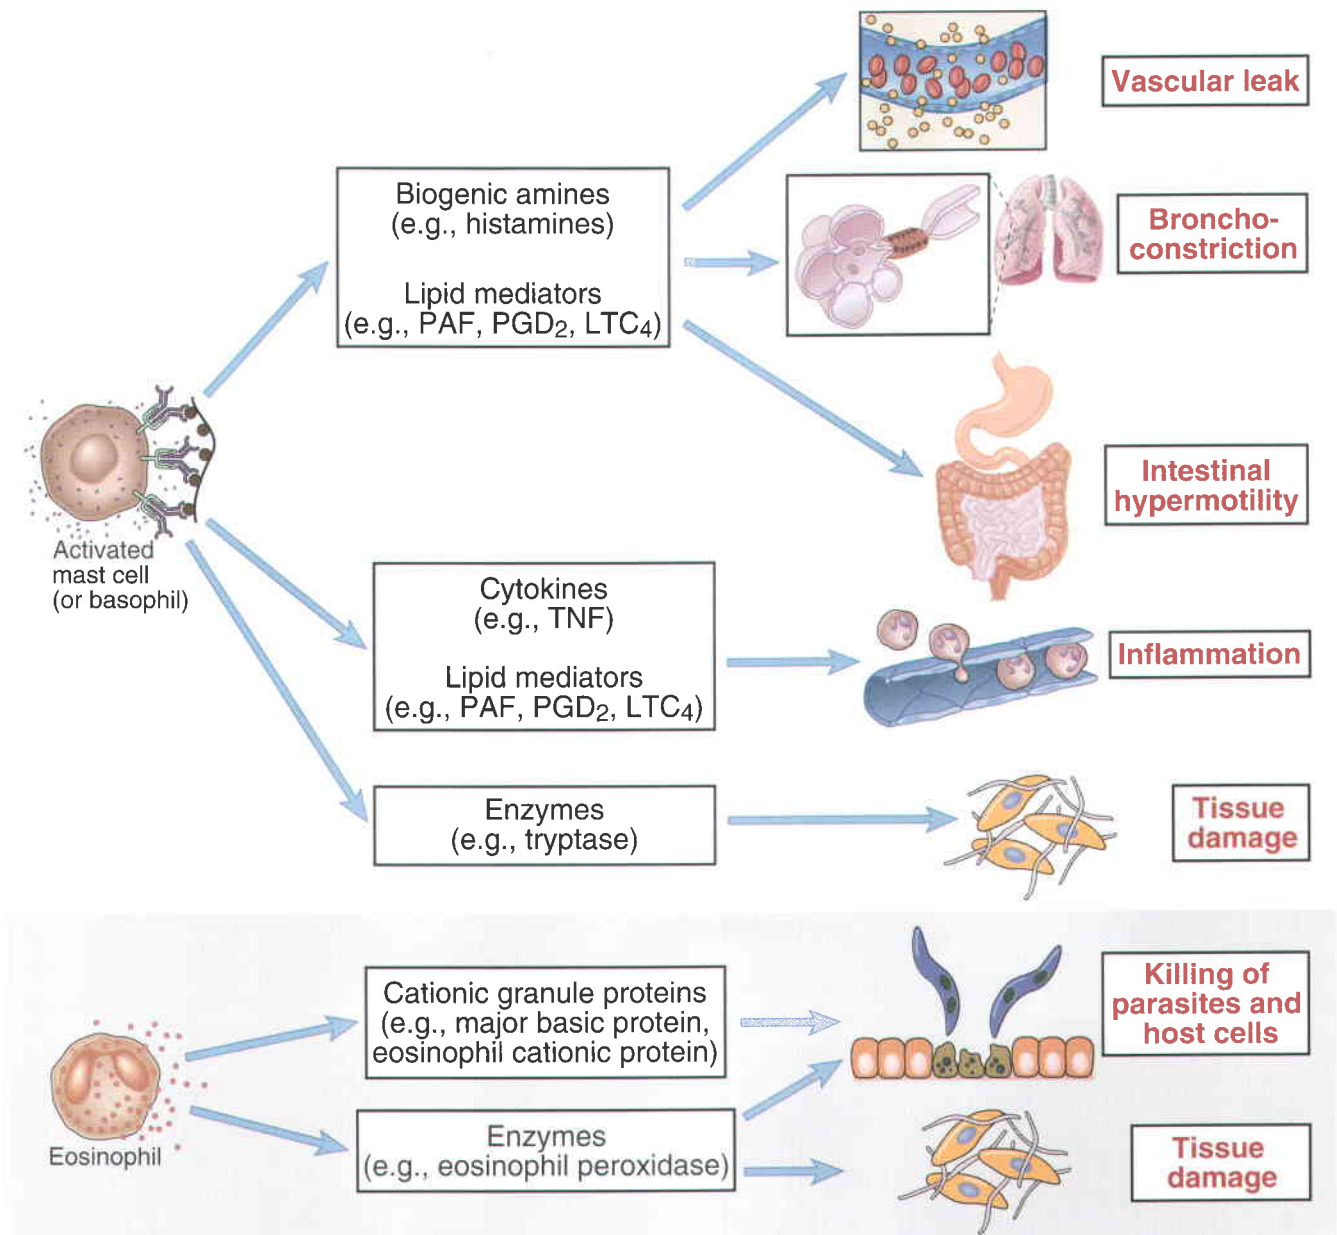 Vascular leak
Biogenic amines
(e.g., histamines)
Lipid mediators
(e.g., PAF, PGD2, LTC4)
Broncho-
constriction
Intestinal
hypermotility
Activated
mast cell
(or basophil)
Cytokines
(e.g., TNF)
Lipid mediators
(e.g., PAF, PGD2, LTC4)
Inflammation
Enzymes
(e.g., tryptase)
Tissue
damage
Cationic granule proteins
(e.g., major basic protein,
eosinophil cationic protein)
Killing of
parasites and
host cells
Eosinophil
Enzymes
(e.g., eosinophil peroxidase)
Tissue
damage